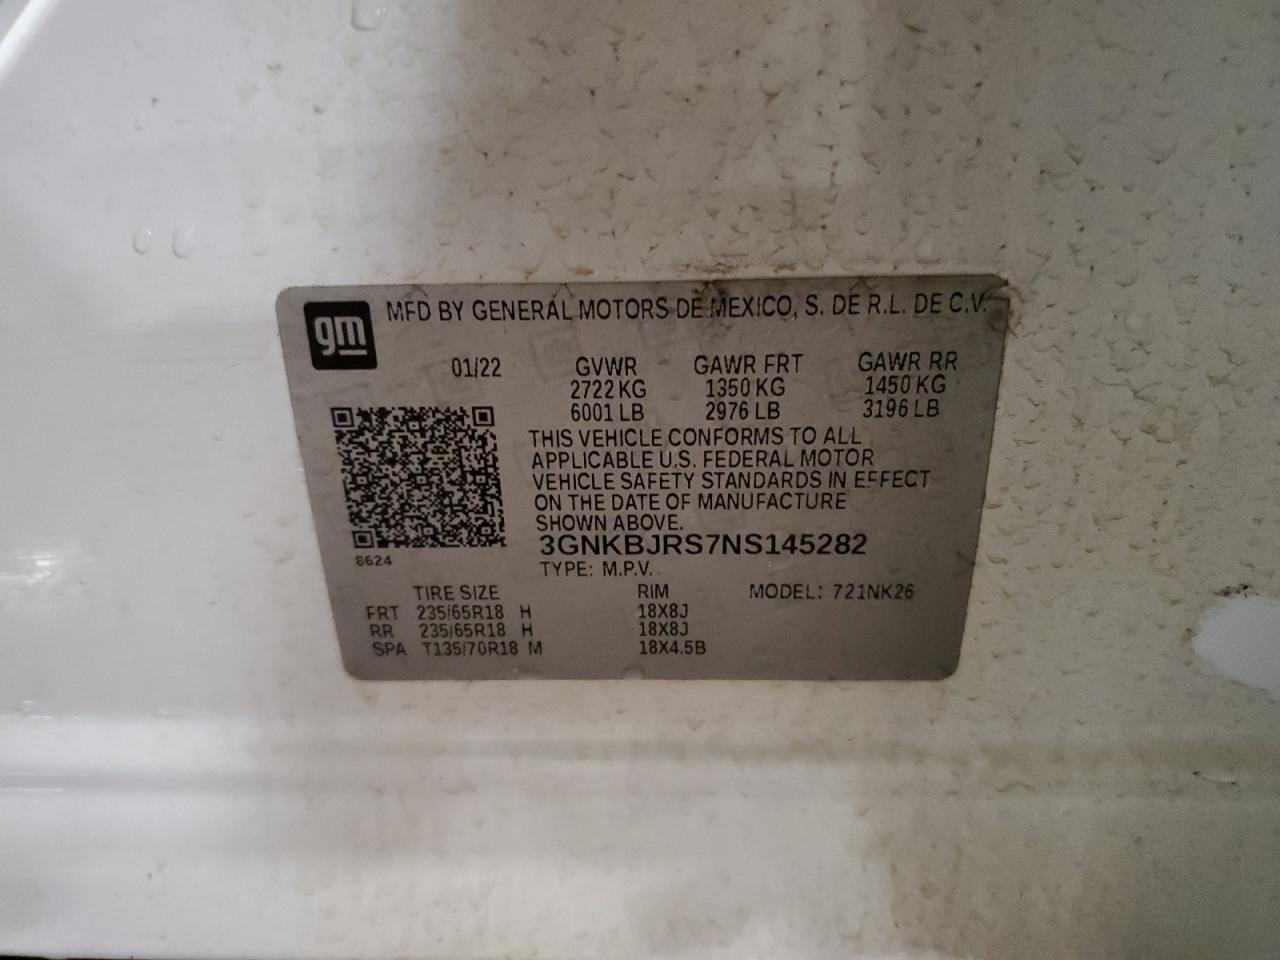 gm MFD BY GENERAL MOTORS DE MEXICO, S. DE R.L. DE C.V.
01/22 GVWR GAWR FRT GAWR RR
2722 KG 1350 KG 1450 KG
6001 LB 2976 LB 3196 LB
THIS VEHICLE CONFORMS TO ALL
APPLICABLE U.S. FEDERAL MOTOR
VEHICLE SAFETY STANDARDS IN EFFECT
ON THE DATE OF MANUFACTURE
SHOWN ABOVE.
3GNKBJRS7NS145282
8624
TYPE: M.P.V.
TIRE SIZE RIM MODEL: 721NK26
FRT 235/65R18 H 18X8J
RR 235/65R18 H 18X8J
SPA T135/70R18 M 18X4.5B